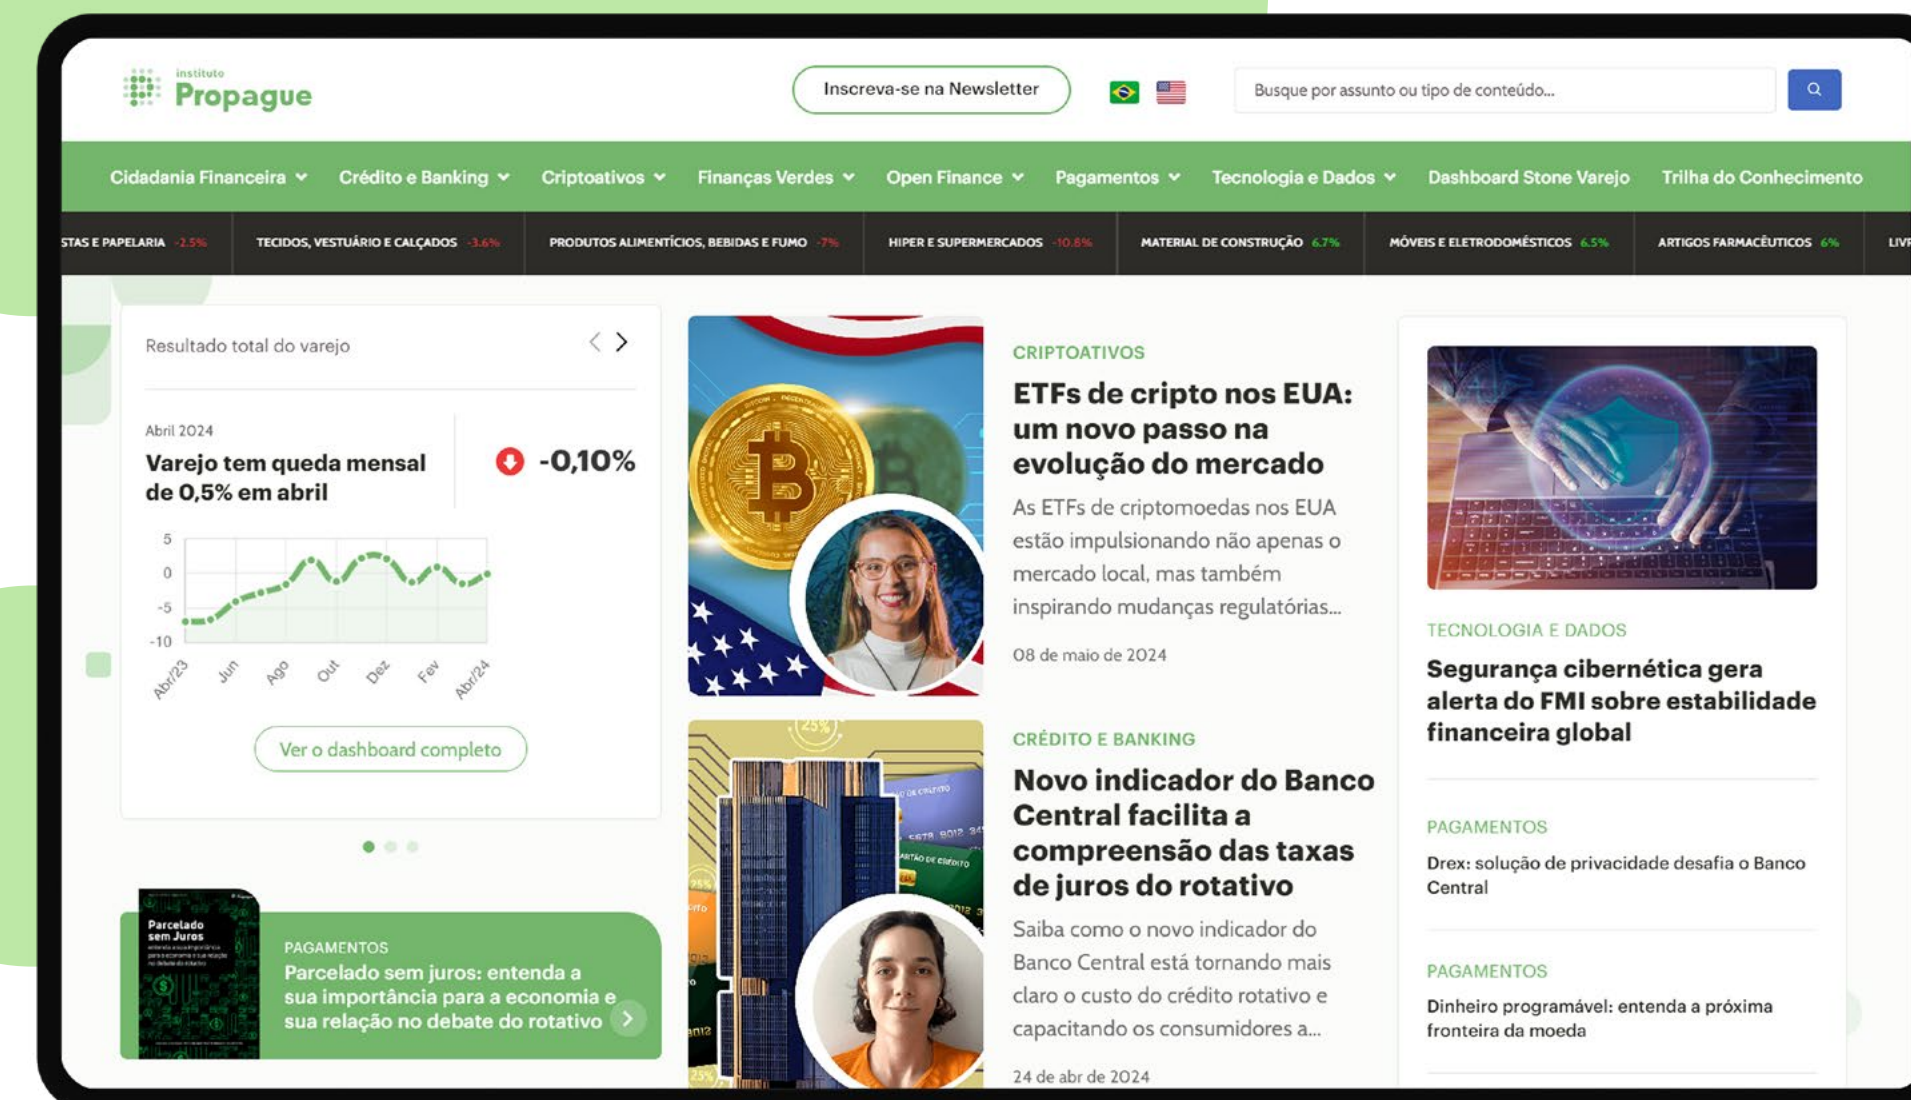 instituto
Propague
Inscreva-se na Newsletter
Busque por assunto ou tipo de conteúdo...
Cidadania Financeira Crédito e Banking Criptoativos Finanças Verdes Open Finance Pagamentos Tecnologia e Dados Dashboard Stone Varejo Trilha do Conhecimento
STAS E PAPELARIA -2.5% TECIDOS, VESTUÁRIO E CALÇADOS -3.6% PRODUTOS ALIMENTÍCIOS, BEBIDAS E FUMO -7% HIPER E SUPERMERCADOS -10.8% MATERIAL DE CONSTRUÇÃO 6.7% MÓVEIS E ELETRODOMÉSTICOS 6.5% ARTIGOS FARMACÊUTICOS 6% LIVR
Resultado total do varejo
Abril 2024
Varejo tem queda mensal
de 0,5% em abril
-0,10%
5
0
-5
-10
Abr/23 Jun Ago Out Dez Fev Abr/24
Ver o dashboard completo
Parcelado
sem Juros
PAGAMENTOS
Parcelado sem juros: entenda a
sua importância para a economia e
sua relação no debate do rotativo
CRIPTOATIVOS
ETFs de cripto nos EUA:
um novo passo na
evolução do mercado
As ETFs de criptomoedas nos EUA
estão impulsionando não apenas o
mercado local, mas também
inspirando mudanças regulatórias...
08 de maio de 2024
25%
CRÉDITO E BANKING
Novo indicador do Banco
Central facilita a
compreensão das taxas
de juros do rotativo
Saiba como o novo indicador do
Banco Central está tornando mais
claro o custo do crédito rotativo e
capacitando os consumidores a...
24 de abr de 2024
TECNOLOGIA E DADOS
Segurança cibernética gera
alerta do FMI sobre estabilidade
financeira global
PAGAMENTOS
Drex: solução de privacidade desafia o Banco
Central
PAGAMENTOS
Dinheiro programável: entenda a próxima
fronteira da moeda